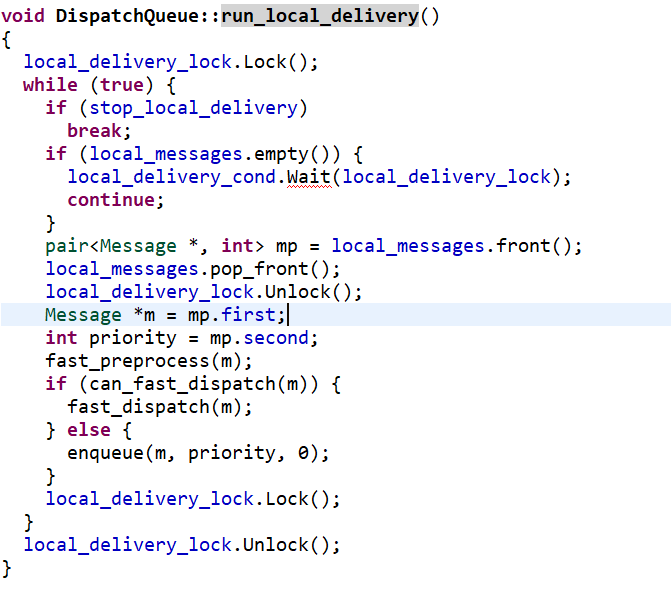 void DispatchQueue::run_local_delivery()
{
  local_delivery_lock.Lock();
  while (true) {
    if (stop_local_delivery)
      break;
    if (local_messages.empty()) {
      local_delivery_cond.Wait(local_delivery_lock);
      continue;
    }
    pair<Message *, int> mp = local_messages.front();
    local_messages.pop_front();
    local_delivery_lock.Unlock();
    Message *m = mp.first;
    int priority = mp.second;
    fast_preprocess(m);
    if (can_fast_dispatch(m)) {
      fast_dispatch(m);
    } else {
      enqueue(m, priority, 0);
    }
    local_delivery_lock.Lock();
  }
  local_delivery_lock.Unlock();
}